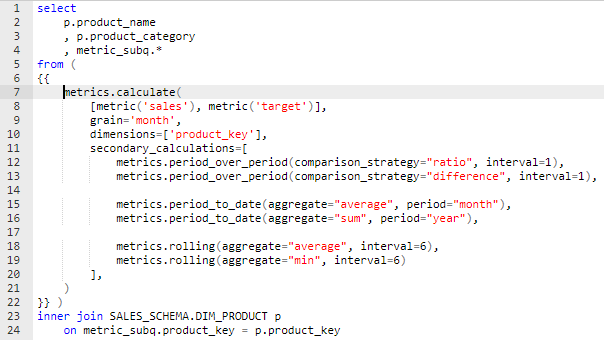 1 select
2     p.product_name
3     , p.product_category
4     , metric_subq.*
5 from (
6 {{
7     metrics.calculate(
8         [metric('sales'), metric('target')],
9         grain='month',
10         dimensions=['product_key'],
11         secondary_calculations=[
12             metrics.period_over_period(comparison_strategy="ratio", interval=1),
13             metrics.period_over_period(comparison_strategy="difference", interval=1),
14
15             metrics.period_to_date(aggregate="average", period="month"),
16             metrics.period_to_date(aggregate="sum", period="year"),
17
18             metrics.rolling(aggregate="average", interval=6),
19             metrics.rolling(aggregate="min", interval=6)
20         ],
21     )
22 }} )
23 inner join SALES_SCHEMA.DIM_PRODUCT p
24     on metric_subq.product_key = p.product_key